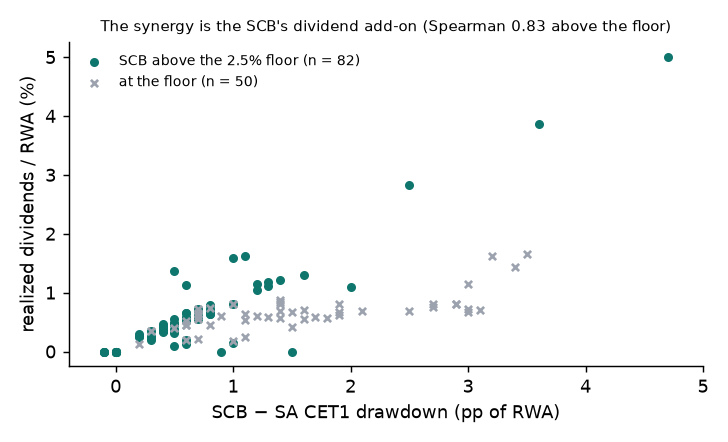 The synergy is the SCB's dividend add-on (Spearman 0.83 above the floor)
SCB above the 2.5% floor (n = 82)
at the floor (n = 50)
realized dividends / RWA (%)
5
4
3
2
1
0
0
1
2
3
4
5
SCB − SA CET1 drawdown (pp of RWA)